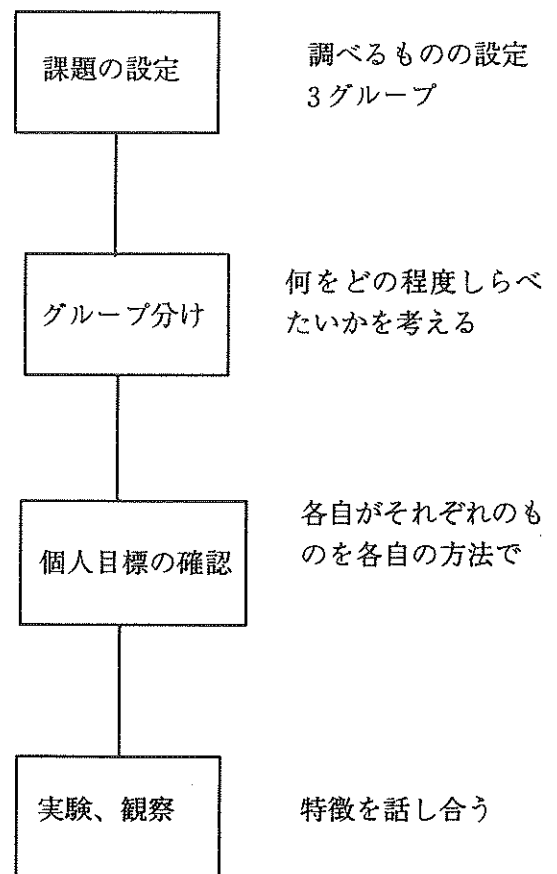 課題の設定
調べるものの設定
3グループ
グループ分け
何をどの程度しらべ
たいかを考える
個人目標の確認
各自がそれぞれのも
のを各自の方法で
実験、観察
特徴を話し合う